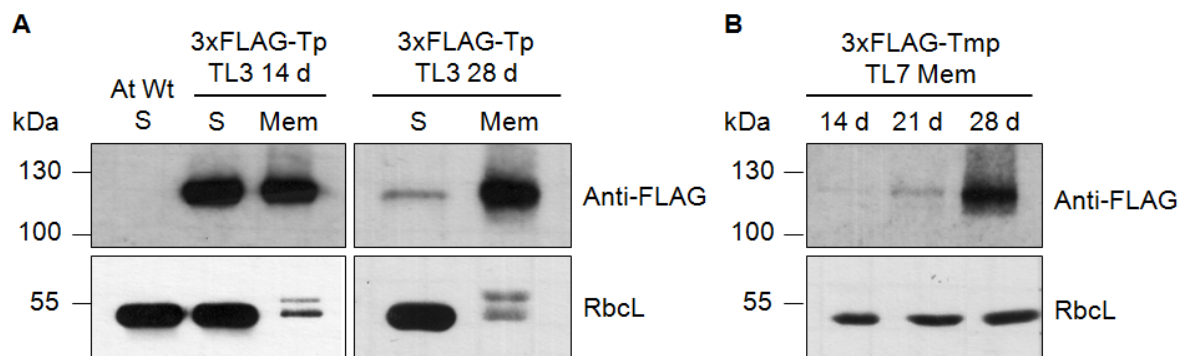 A
3xFLAG-Tp
TL3 14 d
3xFLAG-Tp
TL3 28 d
At Wt
kDa
S
S
Mem
S
Mem
130
100
Anti-FLAG
55
RbcL
B
3xFLAG-Tmp
TL7 Mem
kDa
14 d
21 d
28 d
130
100
Anti-FLAG
55
RbcL